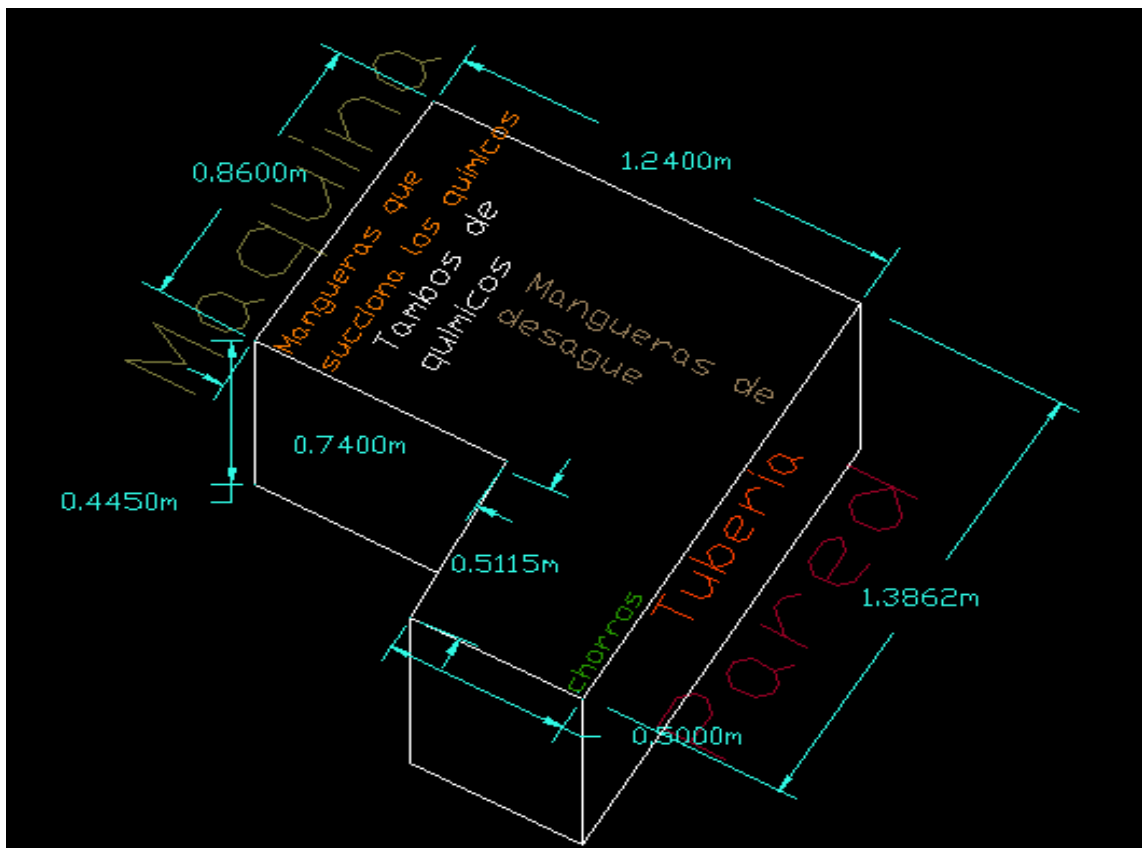 Maquina
0.8600m
1.2400m
Mangueras que
succiona los quimicos
Tambos de
quimicos
Mangueras de
desague
0.7400m
0.4450m
0.5115m
Tuberia
chorros
Pared
1.3862m
0.5000m